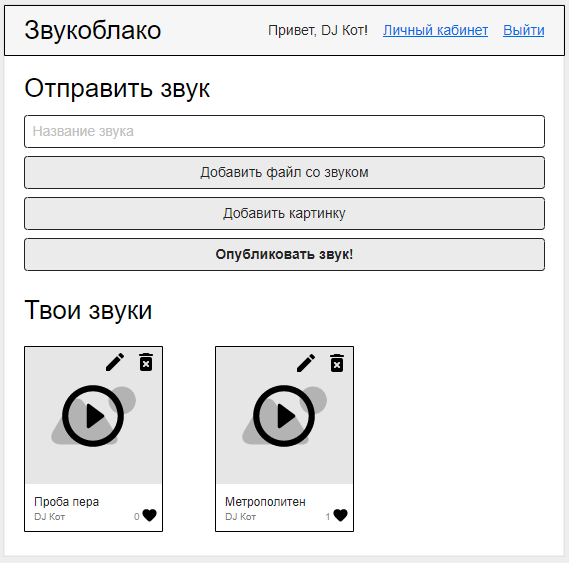 Звукоблако
Привет, DJ Кот! Личный кабинет Выйти
Отправить звук
Название звука
Добавить файл со звуком
Добавить картинку
Опубликовать звук!
Твои звуки
Проба пера
DJ Кот 0
Метрополитен
DJ Кот 1